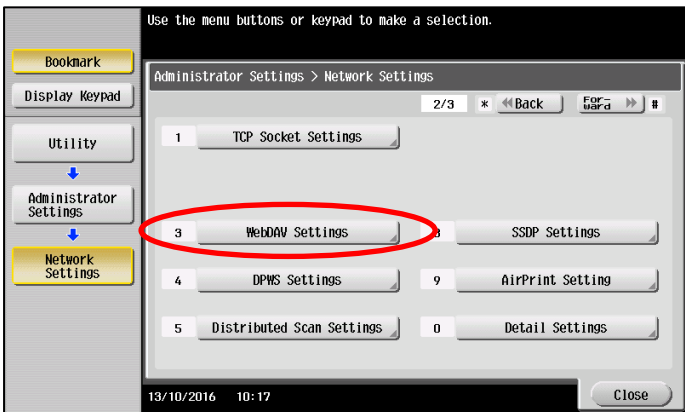 Use the menu buttons or keypad to make a selection.
Bookmark
Display Keypad
Utility
Administrator
Settings
Network
Settings
Administrator Settings > Network Settings
2/3 * Back Forward #
1 TCP Socket Settings
3 WebDAV Settings
8 SSDP Settings
4 DPWS Settings
9 AirPrint Setting
5 Distributed Scan Settings
0 Detail Settings
13/10/2016 10:17
Close